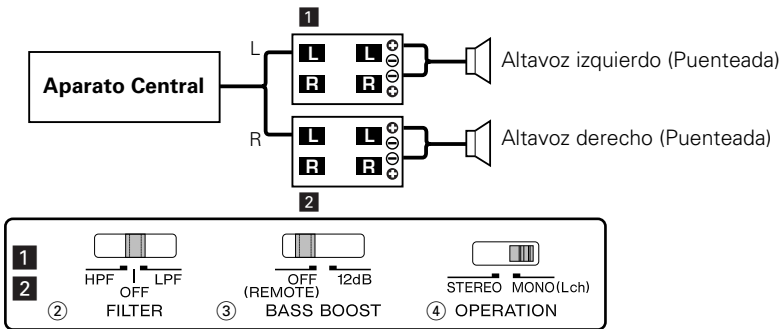 1
L
L L ⊕
⊖
Altavoz izquierdo (Puenteada)
Aparato Central
R R ⊖
⊕
R
L L ⊕
⊖
Altavoz derecho (Puenteada)
R R ⊖
⊕
2
1
2
HPF OFF LPF
② FILTER
OFF 12dB
(REMOTE)
③ BASS BOOST
STEREO MONO(Lch)
④ OPERATION